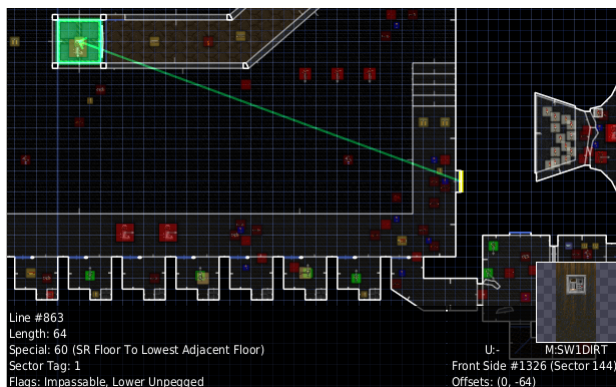 Line #863
Length: 64
Special: 60 (SR Floor To Lowest Adjacent Floor)
Sector Tag: 1
Flags: Impassable, Lower Unpegged
U:-
M:SW1DIRT
Front Side #1326 (Sector 144)
Offsets: (0, -64)